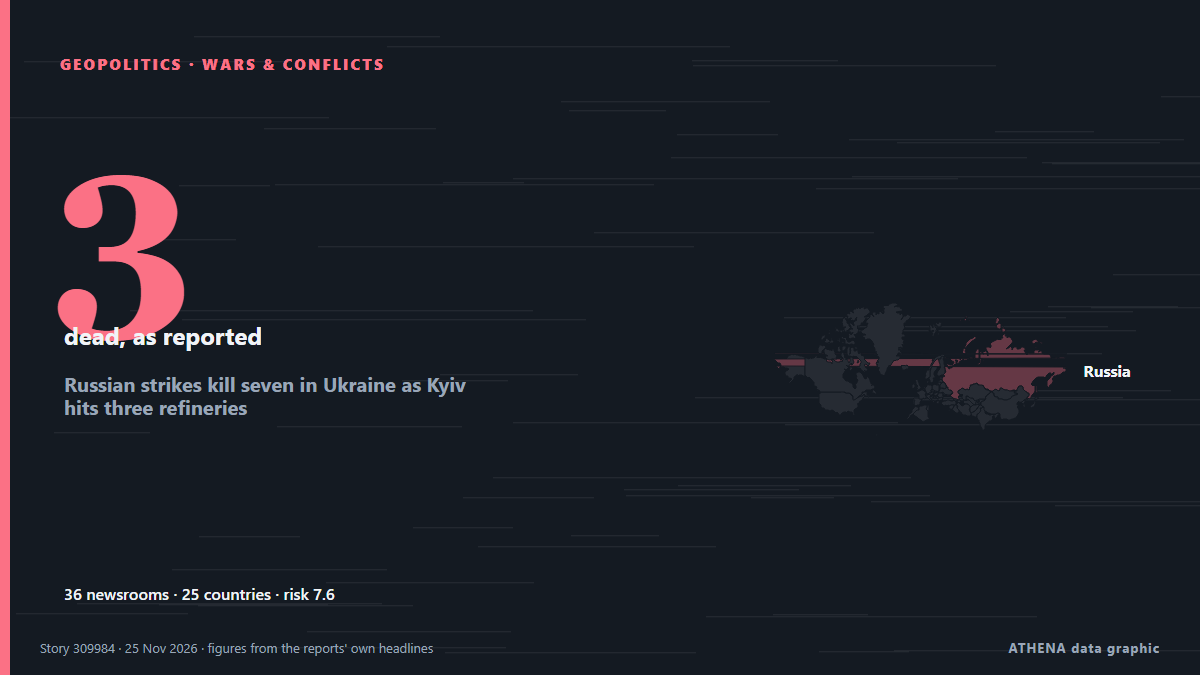 GEOPOLITICS · WARS & CONFLICTS
3
dead, as reported
Russian strikes kill seven in Ukraine as Kyiv
hits three refineries
Russia
36 newsrooms · 25 countries · risk 7.6
Story 309984 · 25 Nov 2026 · figures from the reports' own headlines
ATHENA data graphic